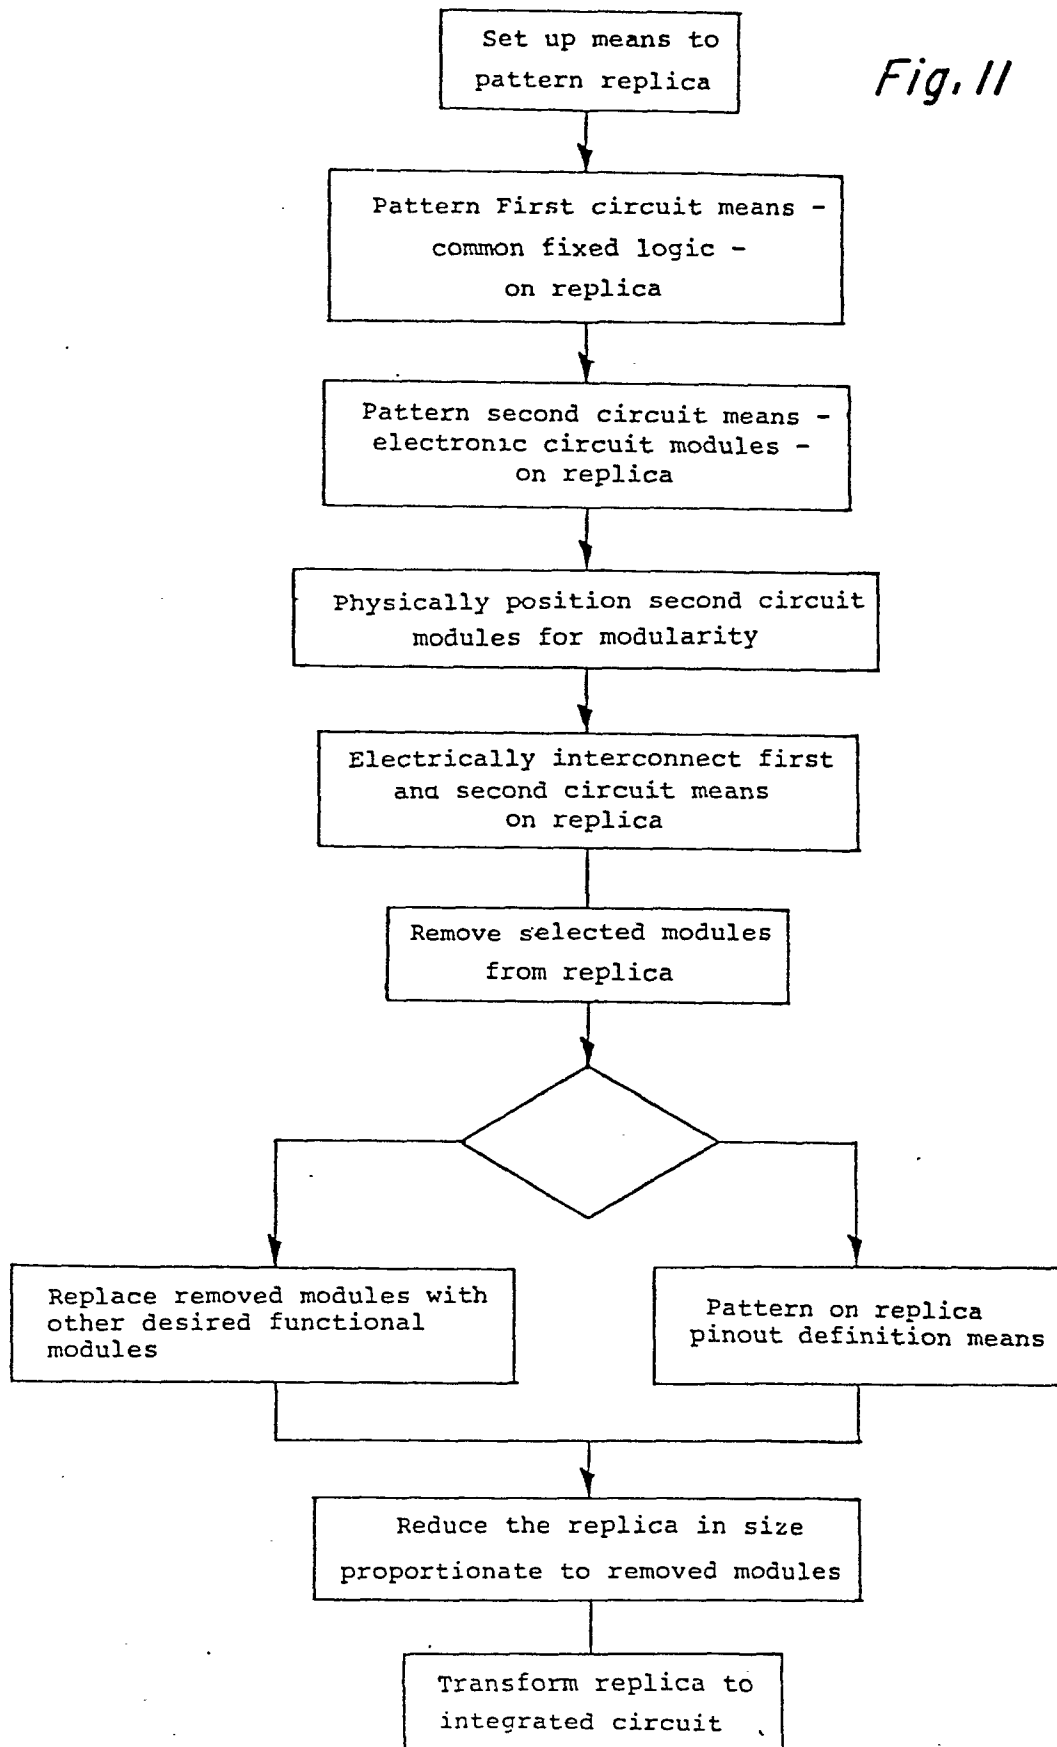 Set up means to
pattern replica
Fig. 11
Pattern First circuit means -
common fixed logic -
on replica
Pattern second circuit means -
electronic circuit modules -
on replica
Physically position second circuit
modules for modularity
Electrically interconnect first
and second circuit means
on replica
Remove selected modules
from replica
Replace removed modules with
other desired functional
modules
Pattern on replica
pinout definition means
Reduce the replica in size
proportionate to removed modules
Transform replica to
integrated circuit